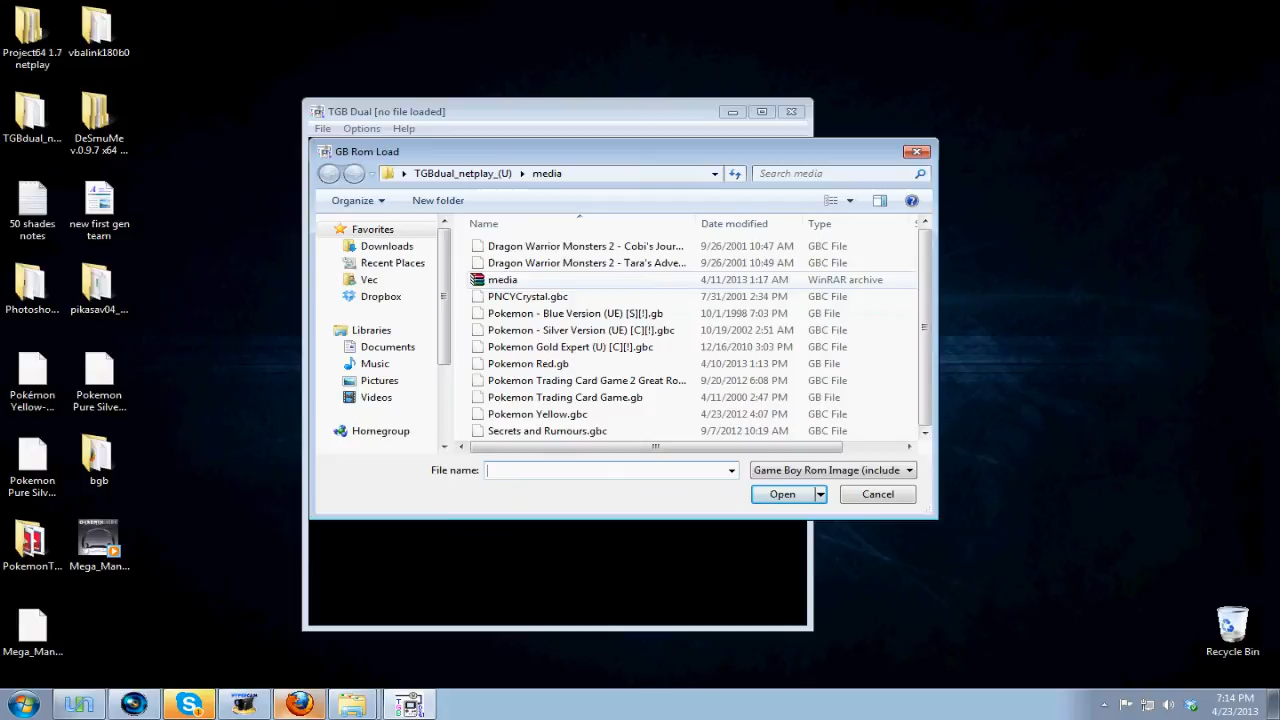 Project64 1.7
netplay
vbalink180b0
TGBdual_n...
DeSmuMe
v.0.9.7 x64 ...
50 shades
notes
new first gen
team
Photosho...
pikasav04_...
Pokémon
Yellow-...
Pokemon
Pure Silve...
Pokemon
Pure Silv...
bgb
PokemonT...
Mega_Man...
Mega_Man...
TGB Dual [no file loaded]
File Options Help
GB Rom Load
TGBdual_netplay_(U) media
Search media
Organize
New folder
Favorites
Downloads
Recent Places
Vec
Dropbox
Libraries
Documents
Music
Pictures
Videos
Homegroup
Name Date modified Type
Dragon Warrior Monsters 2 - Cobi's Jour... 9/26/2001 10:47 AM GBC File
Dragon Warrior Monsters 2 - Tara's Adve... 9/26/2001 10:49 AM GBC File
media 4/11/2013 1:17 AM WinRAR archive
PNCYCrystal.gbc 7/31/2001 2:34 PM GBC File
Pokemon - Blue Version (UE) [S][!].gb 10/1/1998 7:03 PM GB File
Pokemon - Silver Version (UE) [C][!].gbc 10/19/2002 2:51 AM GBC File
Pokemon Gold Expert (U) [C][!].gbc 12/16/2010 3:03 PM GBC File
Pokemon Red.gb 4/10/2013 1:13 PM GB File
Pokemon Trading Card Game 2 Great Ro... 9/20/2012 6:08 PM GBC File
Pokemon Trading Card Game.gb 4/11/2000 2:47 PM GB File
Pokemon Yellow.gbc 4/23/2012 4:07 PM GBC File
Secrets and Rumours.gbc 9/7/2012 10:19 AM GBC File
File name:
Game Boy Rom Image (include
Open
Cancel
Recycle Bin
7:14 PM
4/23/2013